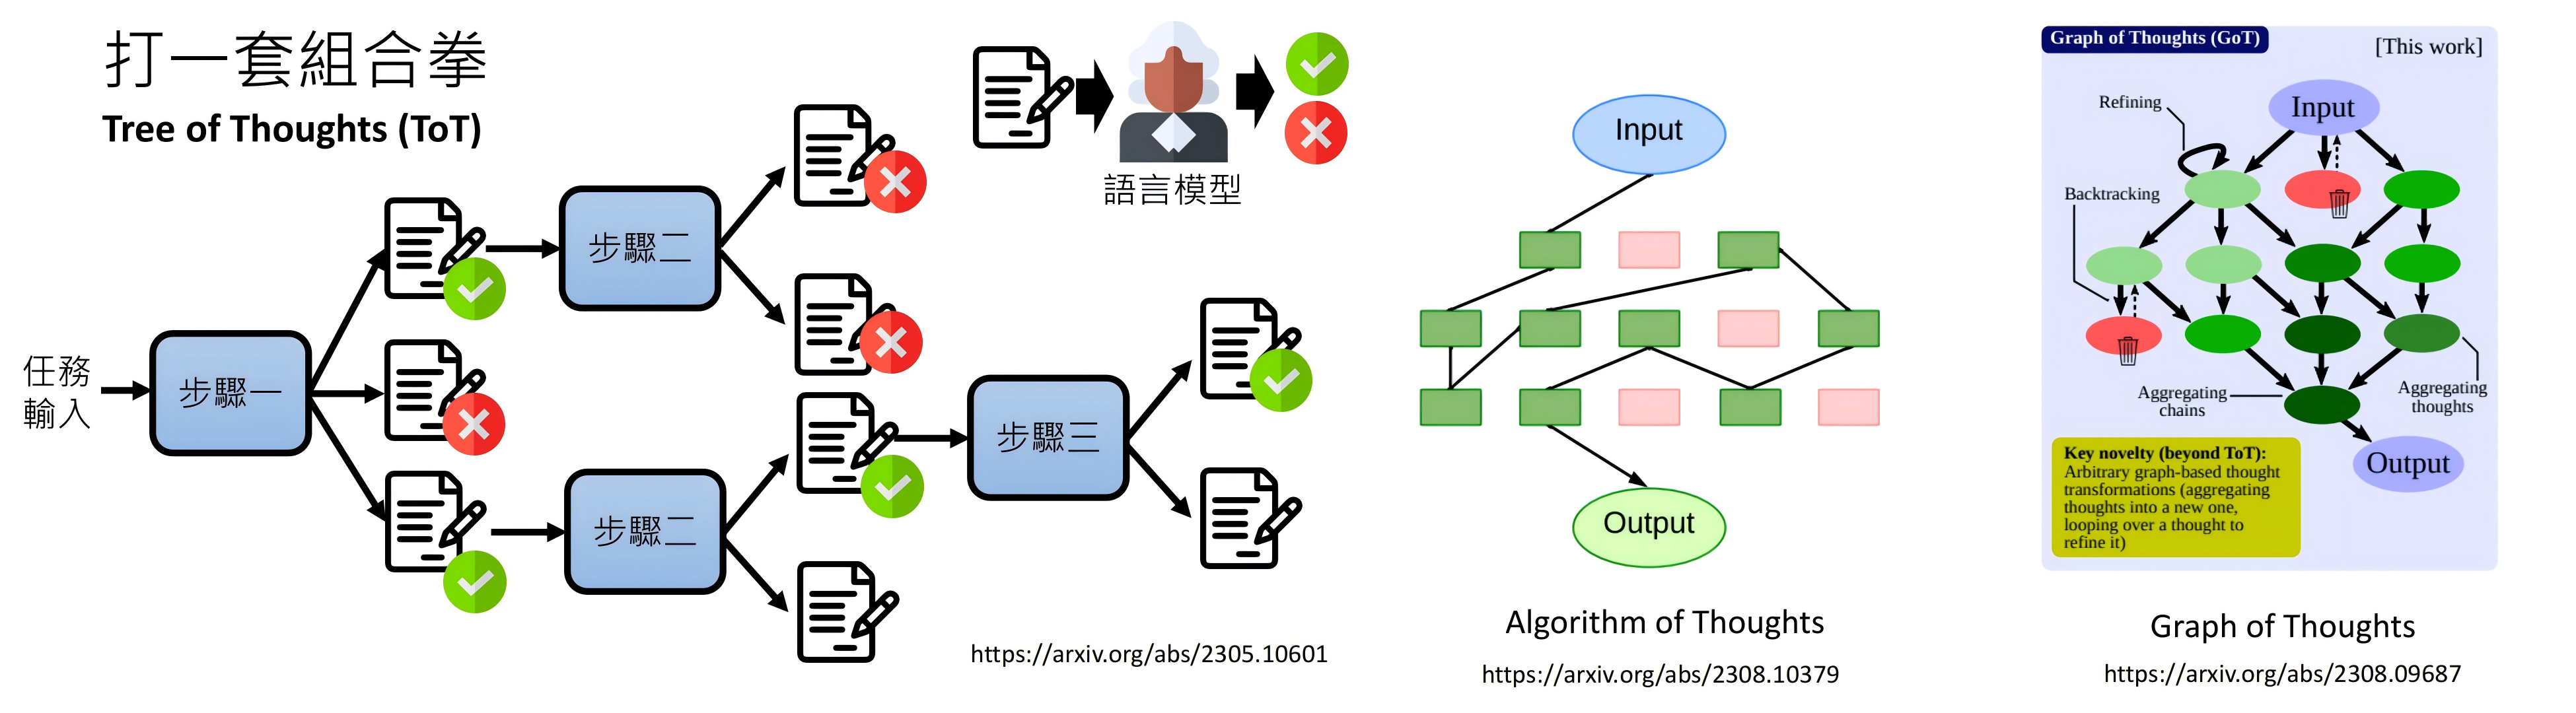 打一套組合拳
Tree of Thoughts (ToT)
任務
輸入
步驟一
步驟二
步驟二
步驟三
語言模型
https://arxiv.org/abs/2305.10601
Input
Output
Algorithm of Thoughts
https://arxiv.org/abs/2308.10379
Graph of Thoughts (GoT)
[This work]
Refining
Input
Backtracking
Aggregating
chains
Aggregating
thoughts
Key novelty (beyond ToT):
Arbitrary graph-based thought
transformations (aggregating
thoughts into a new one,
looping over a thought to
refine it)
Output
Graph of Thoughts
https://arxiv.org/abs/2308.09687